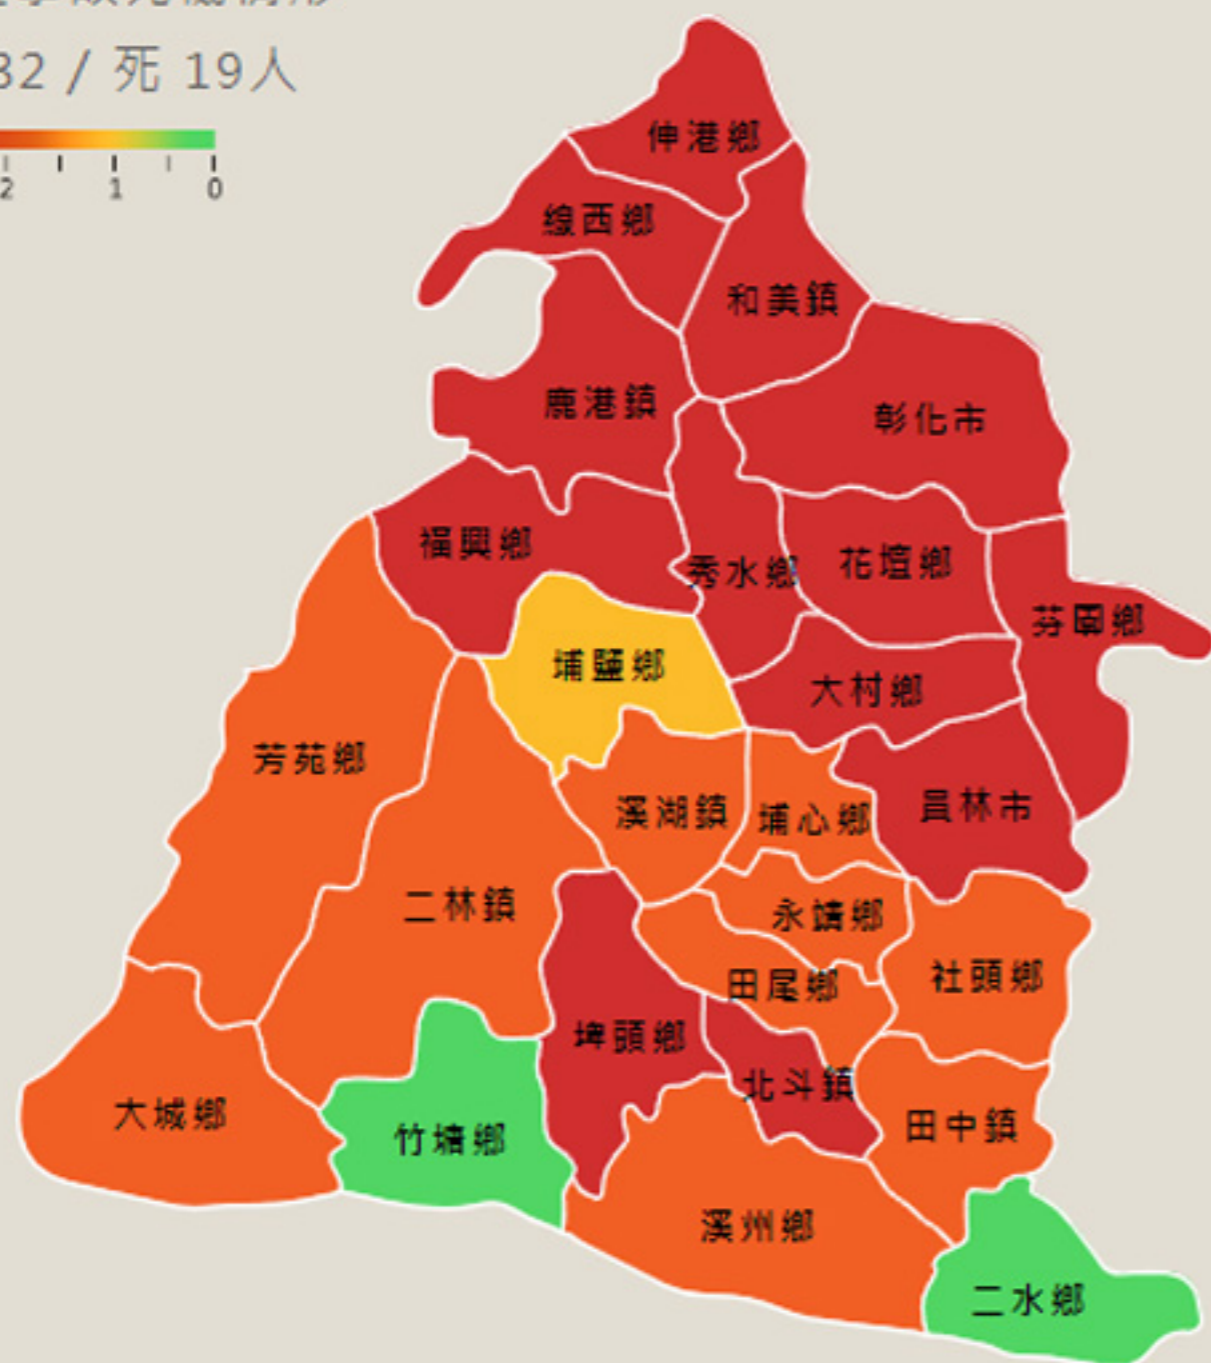 32 / 死 19人
2 1 0
伸港鄉
線西鄉
和美鎮
鹿港鎮
彰化市
福興鄉
秀水鄉
花壇鄉
芬園鄉
埔鹽鄉
大村鄉
芳苑鄉
溪湖鎮
埔心鄉
員林市
二林鎮
永靖鄉
田尾鄉
社頭鄉
埤頭鄉
北斗鎮
大城鄉
竹塘鄉
田中鎮
溪州鄉
二水鄉